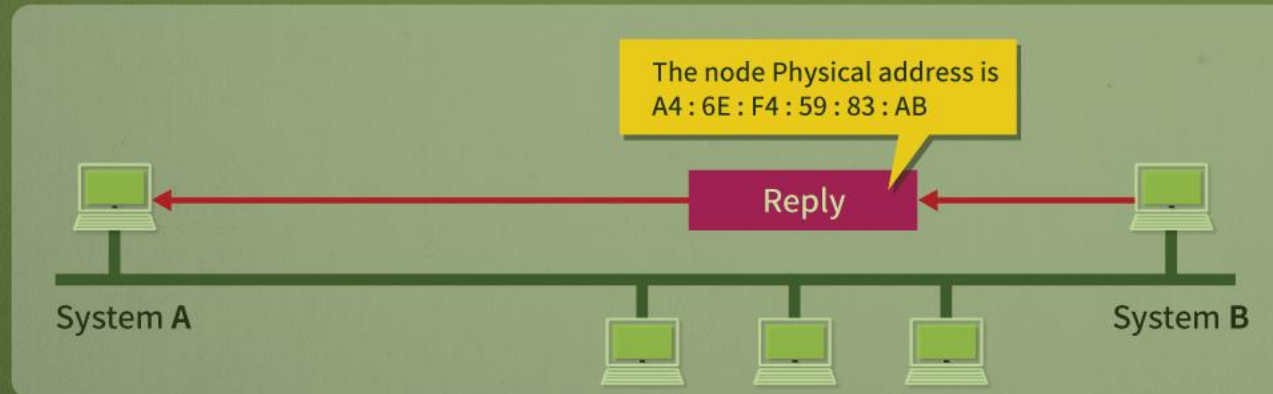 The node Physical address is
A4 : 6E : F4 : 59 : 83 : AB
Reply
System A
System B